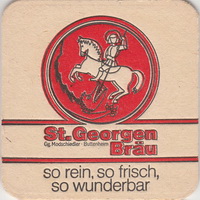 St. Georgen
Gg. Modschiedler · Buttenheim
Bräu
so rein, so frisch,
so wunderbar